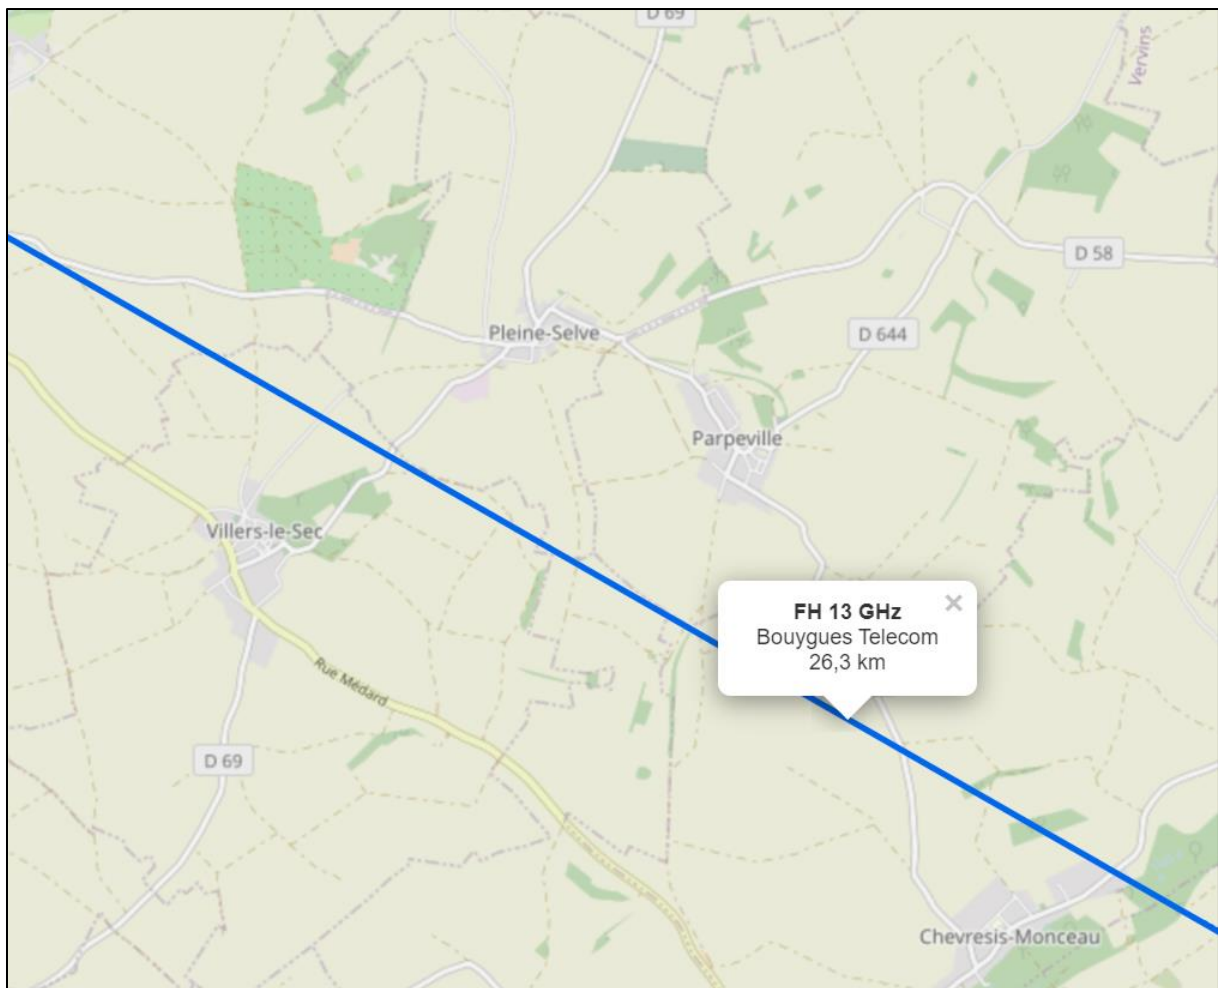 D 69
Vervins
D 58
Pleine-Selve
D 644
Parpeville
Villers-le-Sec
FH 13 GHz
Bouygues Telecom
26,3 km
×
Rue Médard
D 69
Chevresis-Monceau